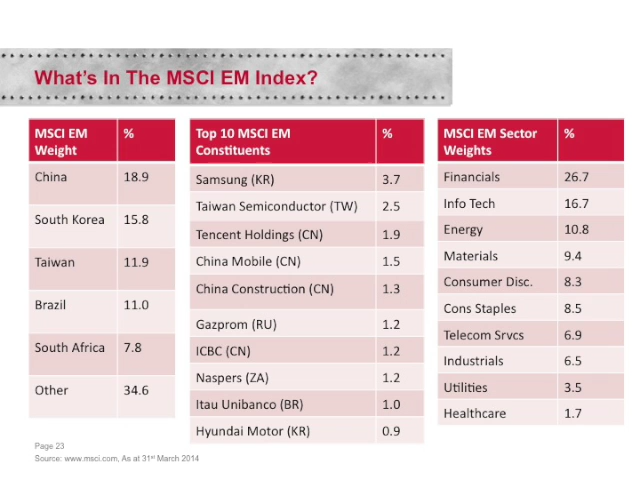 What's In The MSCI EM Index?
MSCI EM Weight %
China 18.9
South Korea 15.8
Taiwan 11.9
Brazil 11.0
South Africa 7.8
Other 34.6
Top 10 MSCI EM Constituents %
Samsung (KR) 3.7
Taiwan Semiconductor (TW) 2.5
Tencent Holdings (CN) 1.9
China Mobile (CN) 1.5
China Construction (CN) 1.3
Gazprom (RU) 1.2
ICBC (CN) 1.2
Naspers (ZA) 1.2
Itau Unibanco (BR) 1.0
Hyundai Motor (KR) 0.9
MSCI EM Sector Weights %
Financials 26.7
Info Tech 16.7
Energy 10.8
Materials 9.4
Consumer Disc. 8.3
Cons Staples 8.5
Telecom Srvcs 6.9
Industrials 6.5
Utilities 3.5
Healthcare 1.7
Page 23
Source: www.msci.com, As at 31st March 2014